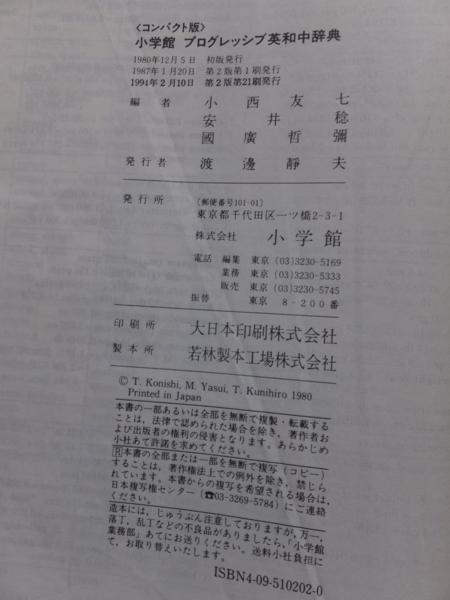 〈コンパクト版〉
小学館 プログレッシブ英和中辞典
1980年12月5日 初版発行
1987年1月20日 第2版第1刷発行
1994年2月10日 第2版第21刷発行
編者 小西友七
安井稔
國廣哲彌
発行者 渡邊靜夫
発行所 〔郵便番号101-01〕
東京都千代田区一ツ橋2-3-1
株式会社 小学館
電話 編集 東京 (03)3230-5169
業務 東京 (03)3230-5333
販売 東京 (03)3230-5745
振替 東京 8-200番
印刷所 大日本印刷株式会社
製本所 若林製本工場株式会社
© T. Konishi, M. Yasui, T. Kunihiro 1980
Printed in Japan
本書の一部あるいは全部を無断で複製・転載する
ことは、法律で認められた場合を除き、著作者お
よび出版者の権利の侵害となります。あらかじめ
小社あて許諾を求めてください。
Ⓡ本書の全部または一部を無断で複写（コピー）
することは、著作権法上での例外を除き、禁じら
れています。本書からの複写を希望される場合は、
日本複写権センター（☎03-3269-5784）にご連絡
ください。
造本には、じゅうぶん注意しておりますが、万一、
落丁、乱丁などの不良品がありましたら、「小学館
業務部」あてにお送りください。送料小社負担に
て、お取り替えいたします。
ISBN4-09-510202-0